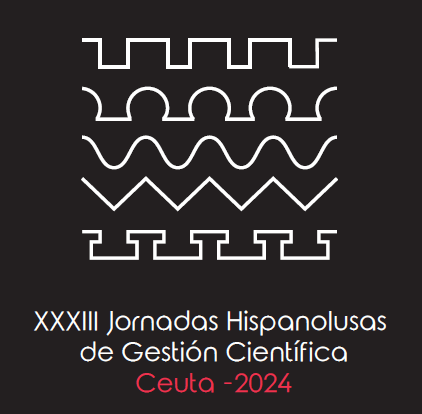 XXXIII Jornadas Hispanolusas
de Gestión Científica
Ceuta -2024